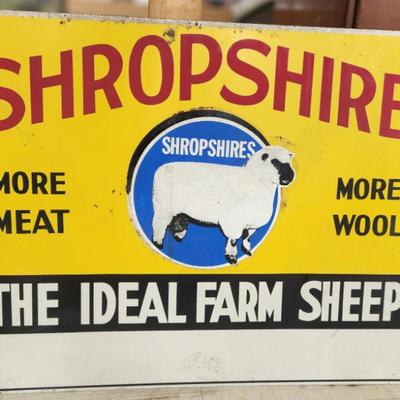 SHROPSHIRE
SHROPSHIRES
MORE MEAT
MORE WOOL
THE IDEAL FARM SHEEP